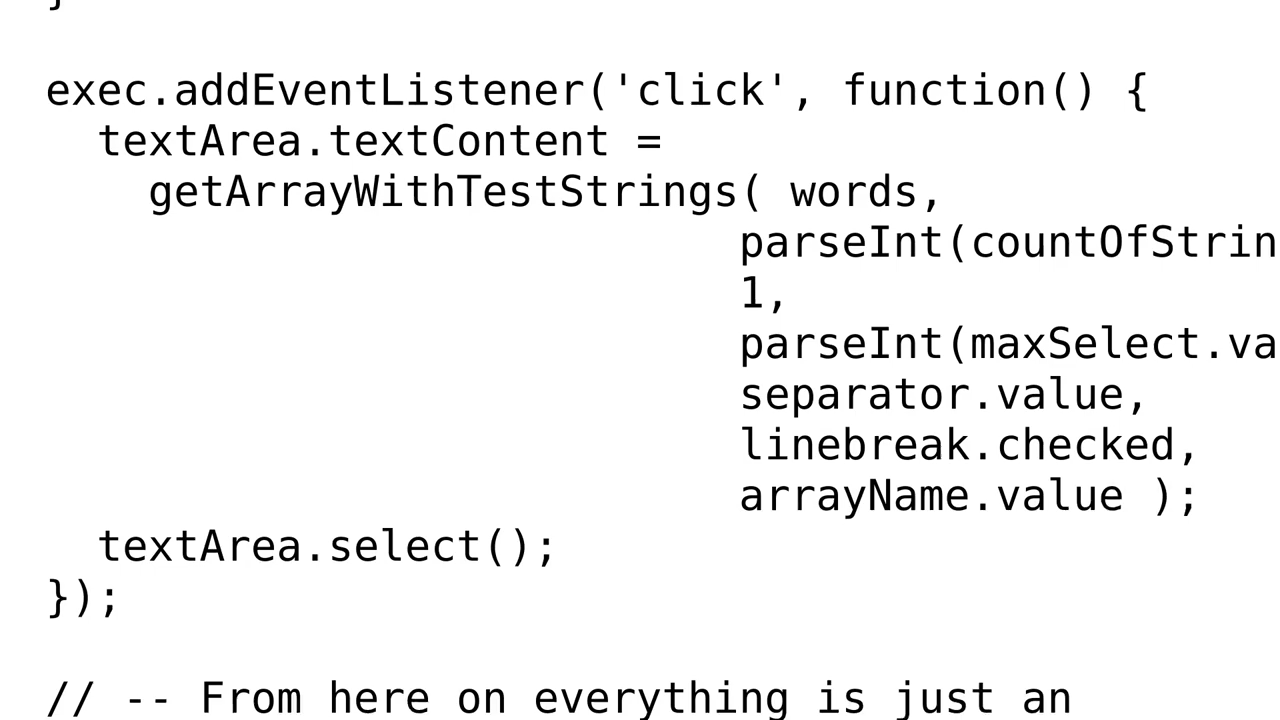 }
exec.addEventListener('click', function() {
  textArea.textContent =
    getArrayWithTestStrings( words,
                           parseInt(countOfStrin
                           1,
                           parseInt(maxSelect.va
                           separator.value,
                           linebreak.checked,
                           arrayName.value );
  textArea.select();
});
// -- From here on everything is just an